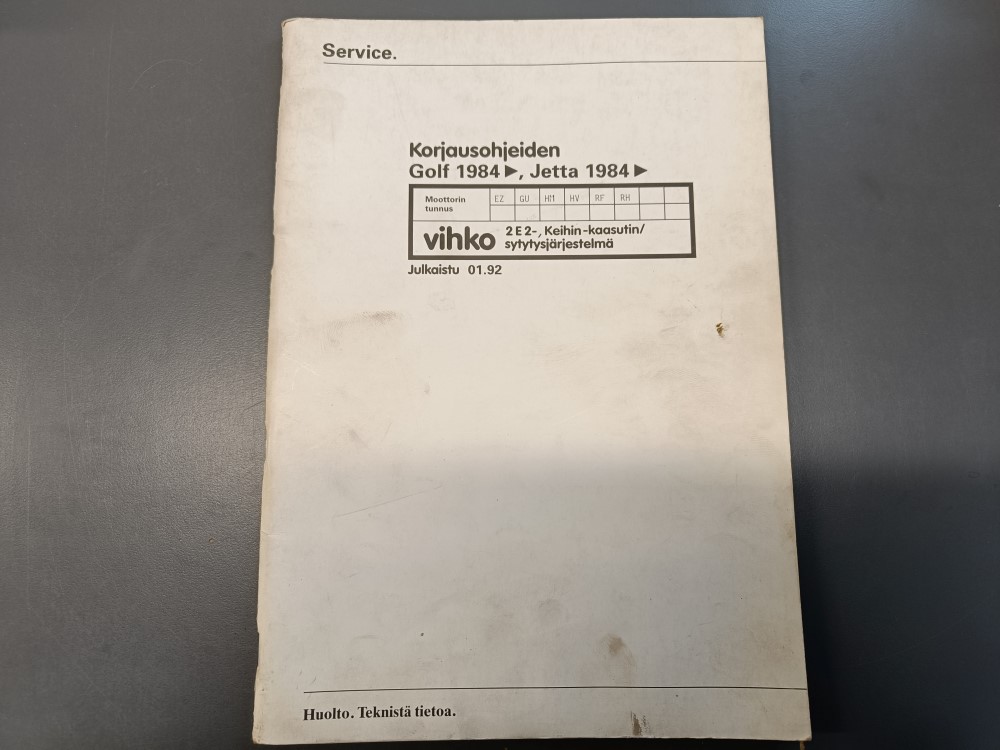 Service.
Korjausohjeiden
Golf 1984 ▶, Jetta 1984 ▶
Moottorin
tunnus
EZ GU HM HV RF RH
vihko
2 E 2-, Keihin-kaasutin/
sytytysjärjestelmä
Julkaistu 01.92
Huolto. Teknistä tietoa.